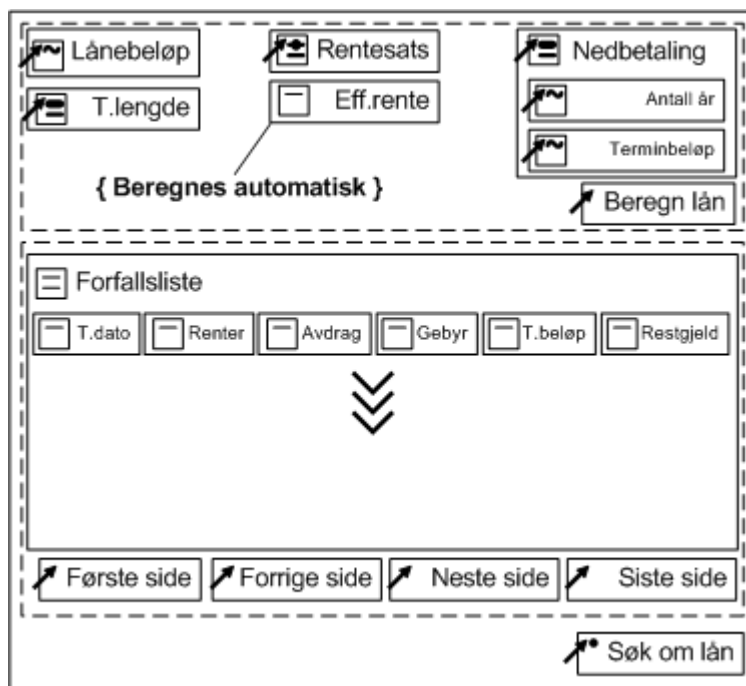 Lånebeløp
Rentesats
Nedbetaling
T.lengde
Eff.rente
Antall år
Terminbeløp
{ Beregnes automatisk }
Beregn lån
Forfallsliste
T.dato
Renter
Avdrag
Gebyr
T.beløp
Restgjeld
Første side
Forrige side
Neste side
Siste side
Søk om lån